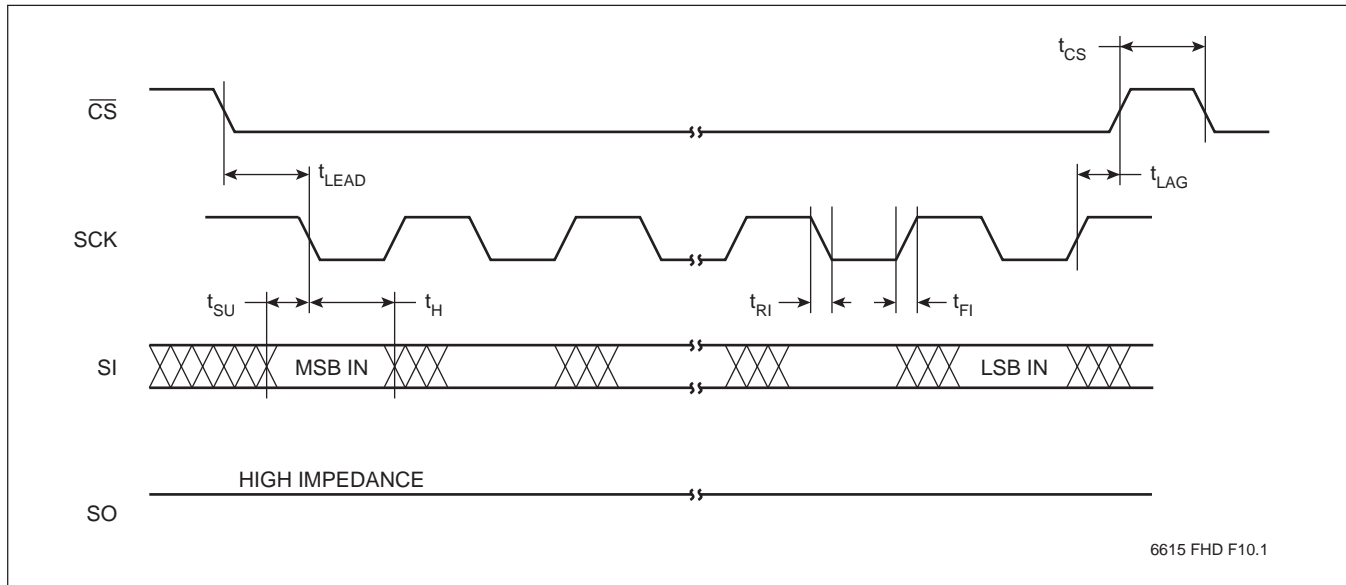 tCS
CS
tLEAD
tLAG
SCK
tSU
tH
tRI
tFI
SI
MSB IN
LSB IN
HIGH IMPEDANCE
SO
6615 FHD F10.1